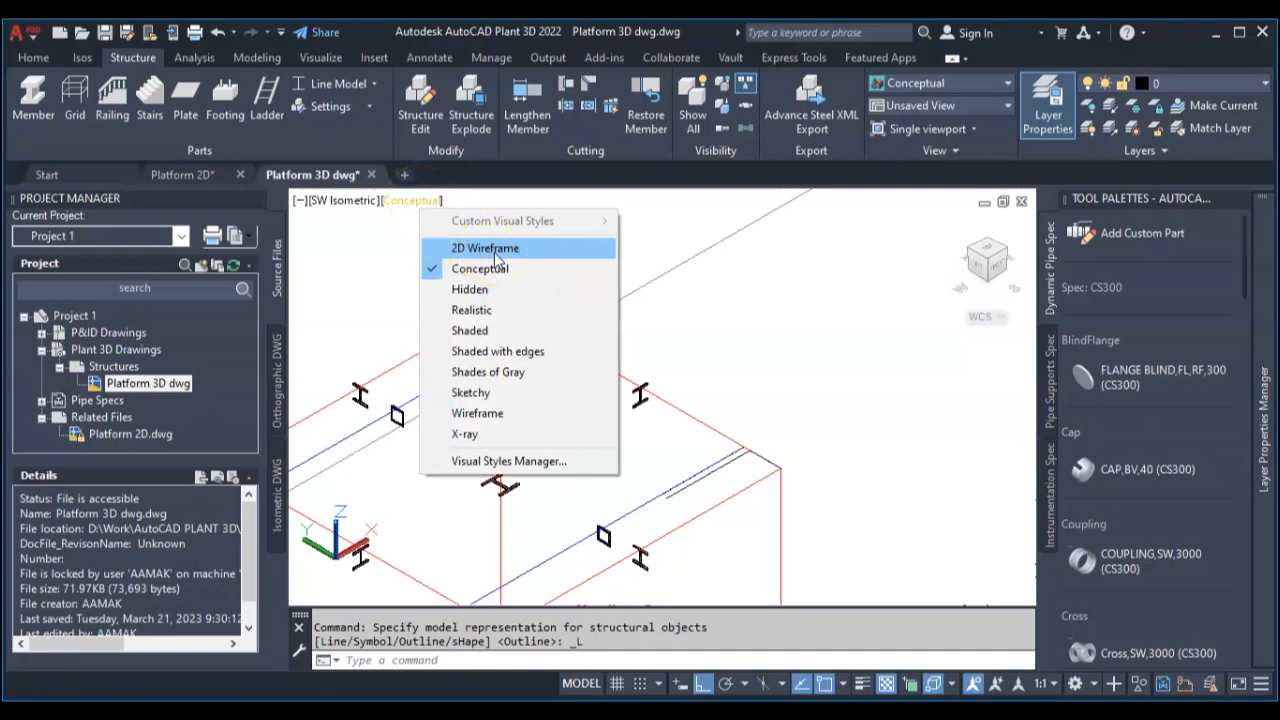 Share
Autodesk AutoCAD Plant 3D 2022 Platform 3D dwg.dwg
Type a keyword or phrase
Sign In
Home Isos Structure Analysis Modeling Visualize Insert Annotate Manage Output Add-ins Collaborate Vault Express Tools Featured Apps
Member Grid Railing Stairs Plate Footing Ladder
Line Model
Settings
Parts
Structure Edit
Structure Explode
Modify
Lengthen Member
Restore Member
Cutting
Show All
Visibility
Advance Steel XML Export
Export
Conceptual
Unsaved View
Single viewport
View
Layer Properties
0
Make Current
Match Layer
Layers
Start Platform 2D* Platform 3D dwg*
PROJECT MANAGER
Current Project:
Project 1
Project
search
Project 1
P&ID Drawings
Plant 3D Drawings
Structures
Platform 3D dwg
Pipe Specs
Related Files
Platform 2D.dwg
Details
Status: File is accessible
Name: Platform 3D dwg.dwg
File location: D:\Work\AutoCAD PLANT 3D\
DocFile_RevisonName: Unknown
Number:
File is locked by user 'AAMAK' on machine '
File size: 71.97KB (73,693 bytes)
File creator: AAMAK
Last saved: Tuesday, March 21, 2023 9:30:12
Last edited by: AAMAK
Source Files
Orthographic DWG
Isometric DWG
[−][SW Isometric][Conceptual]
Custom Visual Styles
2D Wireframe
Conceptual
Hidden
Realistic
Shaded
Shaded with edges
Shades of Gray
Sketchy
Wireframe
X-ray
Visual Styles Manager...
WCS
Z
Y X
Command: Specify model representation for structural objects
[Line/Symbol/Outline/sHape] <Outline>: _L
Type a command
TOOL PALETTES - AUTOCA...
Add Custom Part
Spec: CS300
BlindFlange
FLANGE BLIND,FL,RF,300
(CS300)
Cap
CAP,BV,40 (CS300)
Coupling
COUPLING,SW,3000
(CS300)
Cross
Cross,SW,3000 (CS300)
Dynamic Pipe Spec
Pipe Supports Spec
Instrumentation Spec
Layer Properties Manager
MODEL
1:1